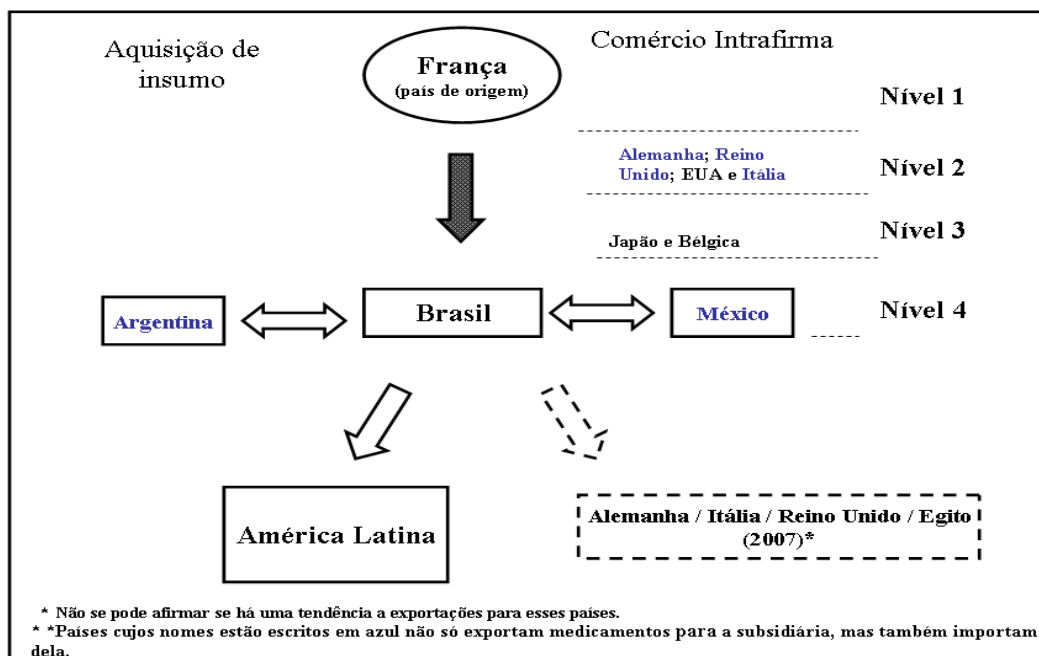 Aquisição de
insumo
França
(país de origem)
Comércio Intrafirma
Nível 1
Alemanha; Reino
Unido; EUA e Itália
Nível 2
Japão e Bélgica
Nível 3
Argentina
Brasil
México
Nível 4
América Latina
Alemanha / Itália / Reino Unido / Egito
(2007)*
* Não se pode afirmar se há uma tendência a exportações para esses países.
* *Países cujos nomes estão escritos em azul não só exportam medicamentos para a subsidiária, mas também importam
dela.